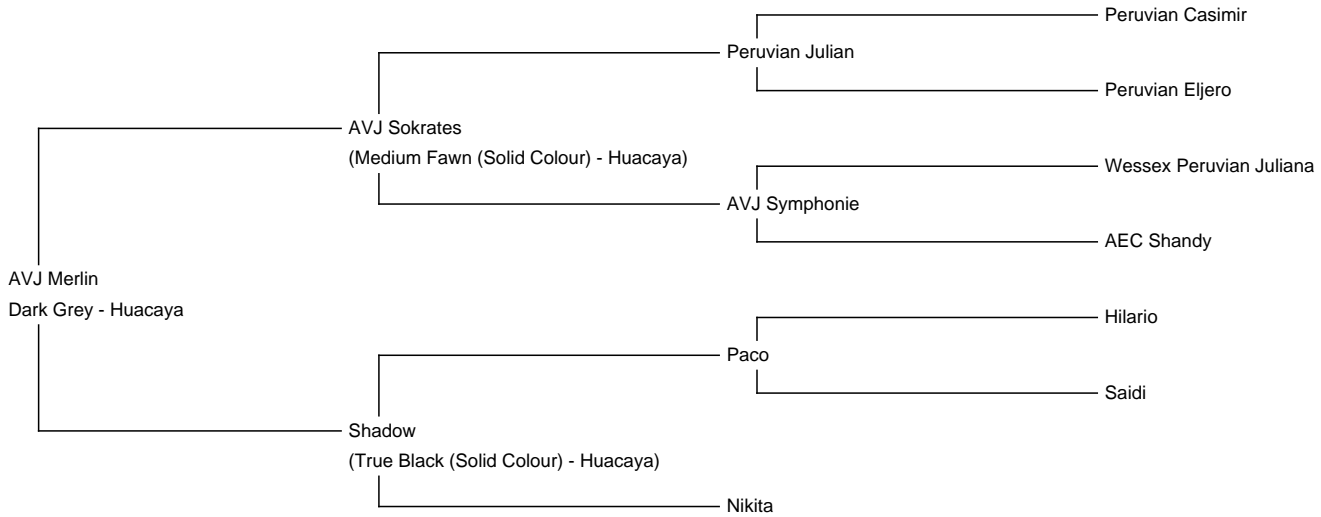 Peruvian Casimir
Peruvian Julian
Peruvian Eljero
AVJ Sokrates
(Medium Fawn (Solid Colour) - Huacaya)
Wessex Peruvian Juliana
AVJ Symphonie
AEC Shandy
AVJ Merlin
Dark Grey - Huacaya
Hilario
Paco
Saidi
Shadow
(True Black (Solid Colour) - Huacaya)
Nikita